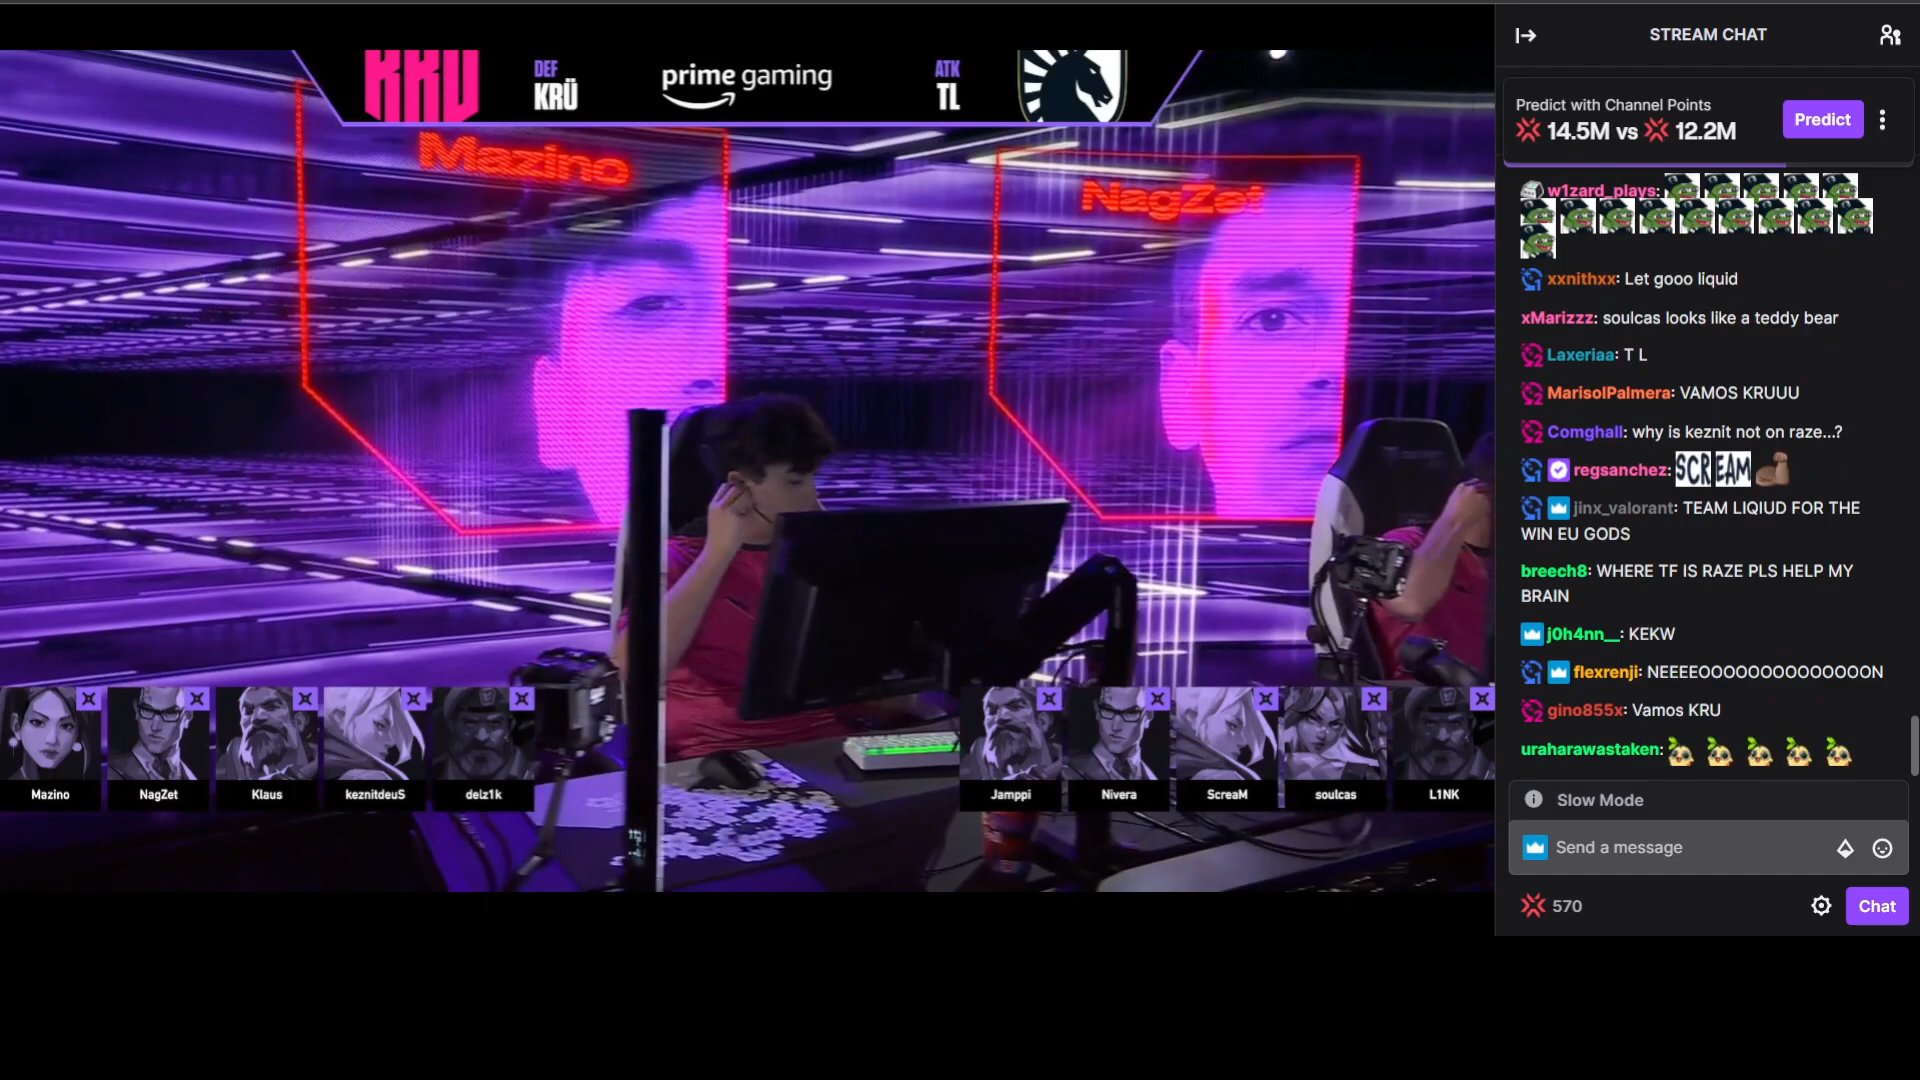 KRU
DEF
KRÜ
prime gaming
ATK
TL
Mazino
NagZet
Mazino
NagZet
Klaus
keznitdeuS
delz1k
Jamppi
Nivera
ScreaM
soulcas
L1NK
STREAM CHAT
Predict with Channel Points
14.5M vs 12.2M
Predict
w1zard_plays:
xxnithxx: Let gooo liquid
xMarizzz: soulcas looks like a teddy bear
Laxeriaa: T L
MarisolPalmera: VAMOS KRUUU
Comghall: why is keznit not on raze...?
regsanchez: SCREAM
jinx_valorant: TEAM LIQIUD FOR THE
WIN EU GODS
breech8: WHERE TF IS RAZE PLS HELP MY
BRAIN
j0h4nn__: KEKW
flexrenji: NEEEEOOOOOOOOOOOOOON
gino855x: Vamos KRU
uraharawastaken:
Slow Mode
Send a message
570
Chat